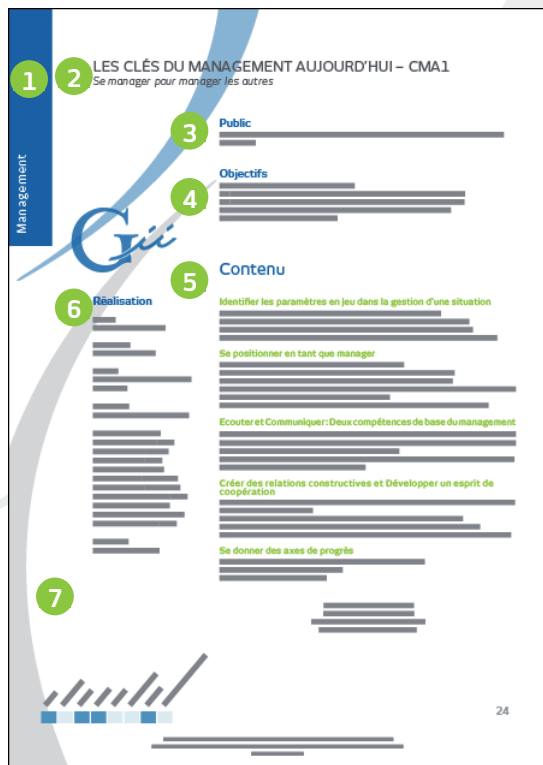 1
2
LES CLÉS DU MANAGEMENT AUJOURD'HUI – CMA1
Se manager pour manager les autres
Management
3
Public
4
Objectifs
Gii
5
Contenu
6
Réalisation
Identifier les paramètres en jeu dans la gestion d'une situation
Se positionner en tant que manager
Ecouter et Communiquer : Deux compétences de base du management
Créer des relations constructives et Développer un esprit de
coopération
Se donner des axes de progrès
7
24